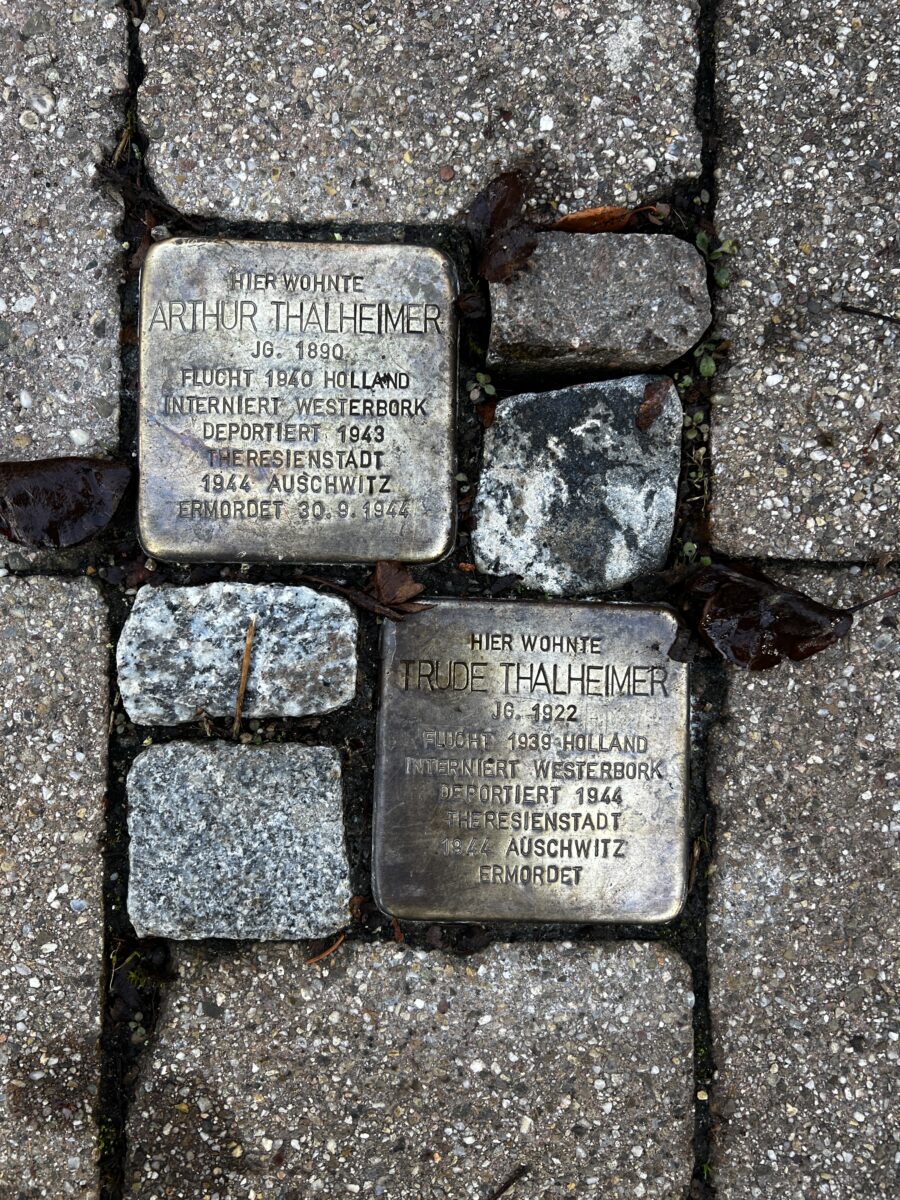 HIER WOHNTE
ARTHUR THALHEIMER
JG. 1890
FLUCHT 1940 HOLLAND
INTERNIERT WESTERBORK
DEPORTIERT 1943
THERESIENSTADT
1944 AUSCHWITZ
ERMORDET 30.9.1944
HIER WOHNTE
TRUDE THALHEIMER
JG. 1922
FLUCHT 1939 HOLLAND
INTERNIERT WESTERBORK
DEPORTIERT 1944
THERESIENSTADT
1944 AUSCHWITZ
ERMORDET